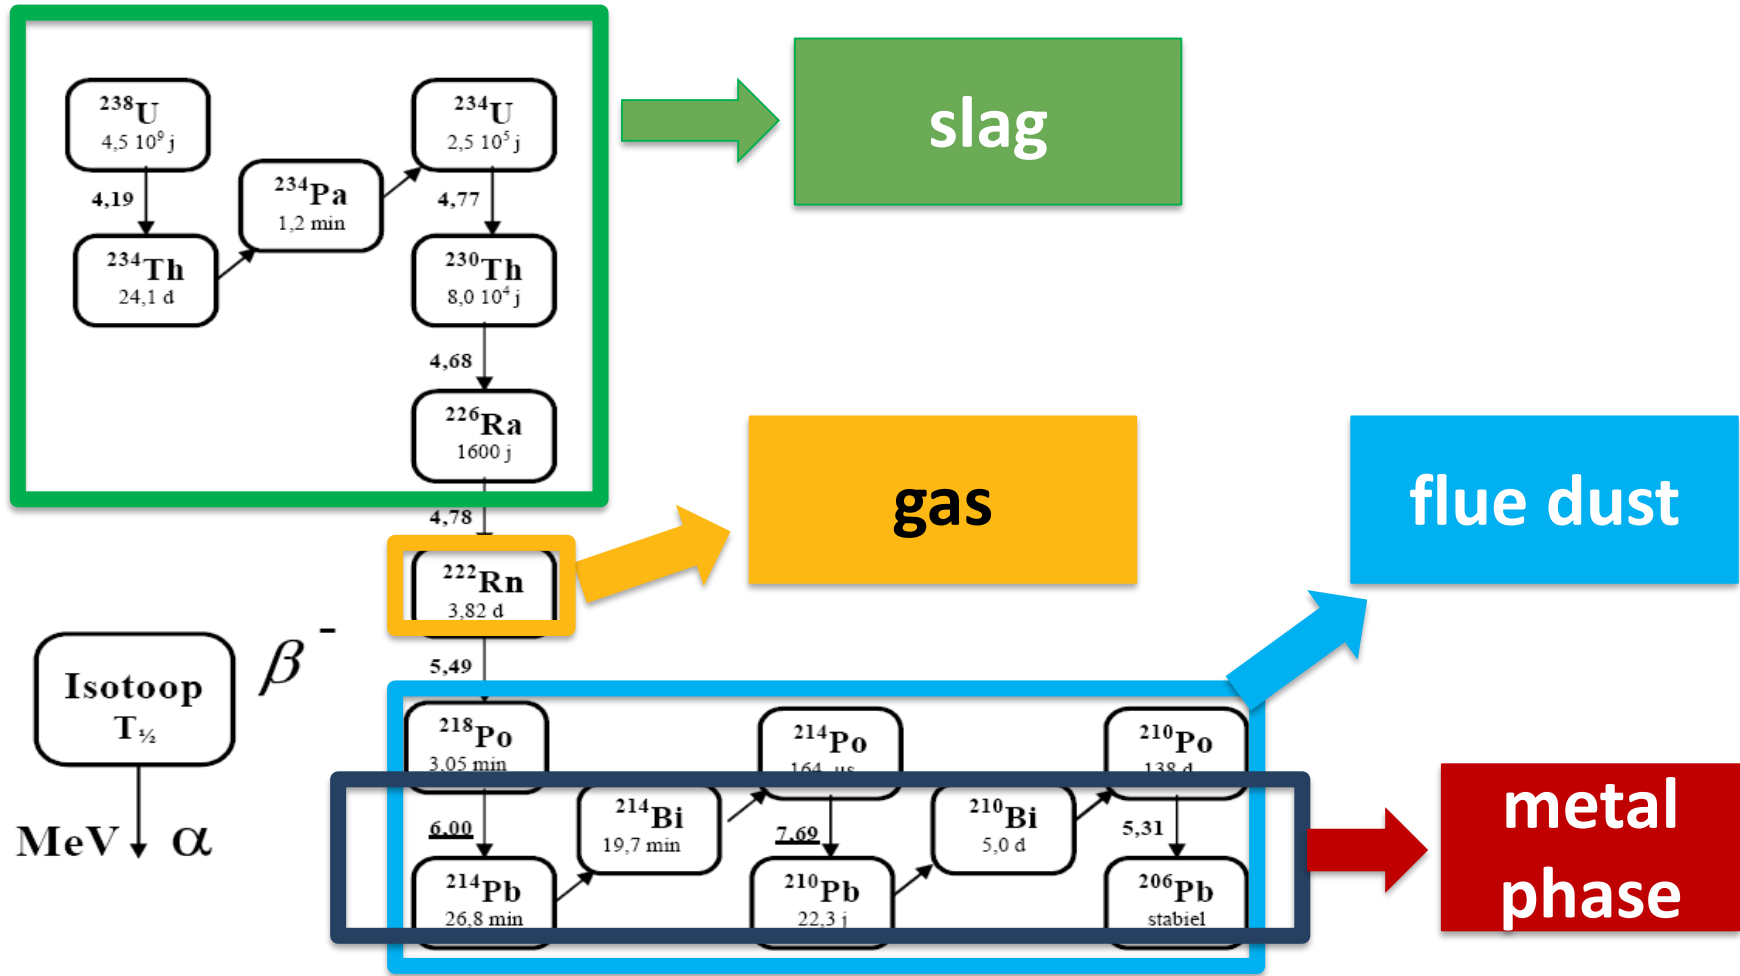 238U
4,5 10⁹ j
4,19
234Th
24,1 d
234Pa
1,2 min
234U
2,5 10⁵ j
4,77
230Th
8,0 10⁴ j
4,68
226Ra
1600 j
4,78
222Rn
3,82 d
5,49
218Po
3,05 min
6,00
214Pb
26,8 min
214Bi
19,7 min
214Po
164 µs
7,69
210Pb
22,3 j
210Bi
5,0 d
210Po
138 d
5,31
206Pb
stabiel
Isotoop
T½
β⁻
MeV
α
slag
gas
flue dust
metal
phase